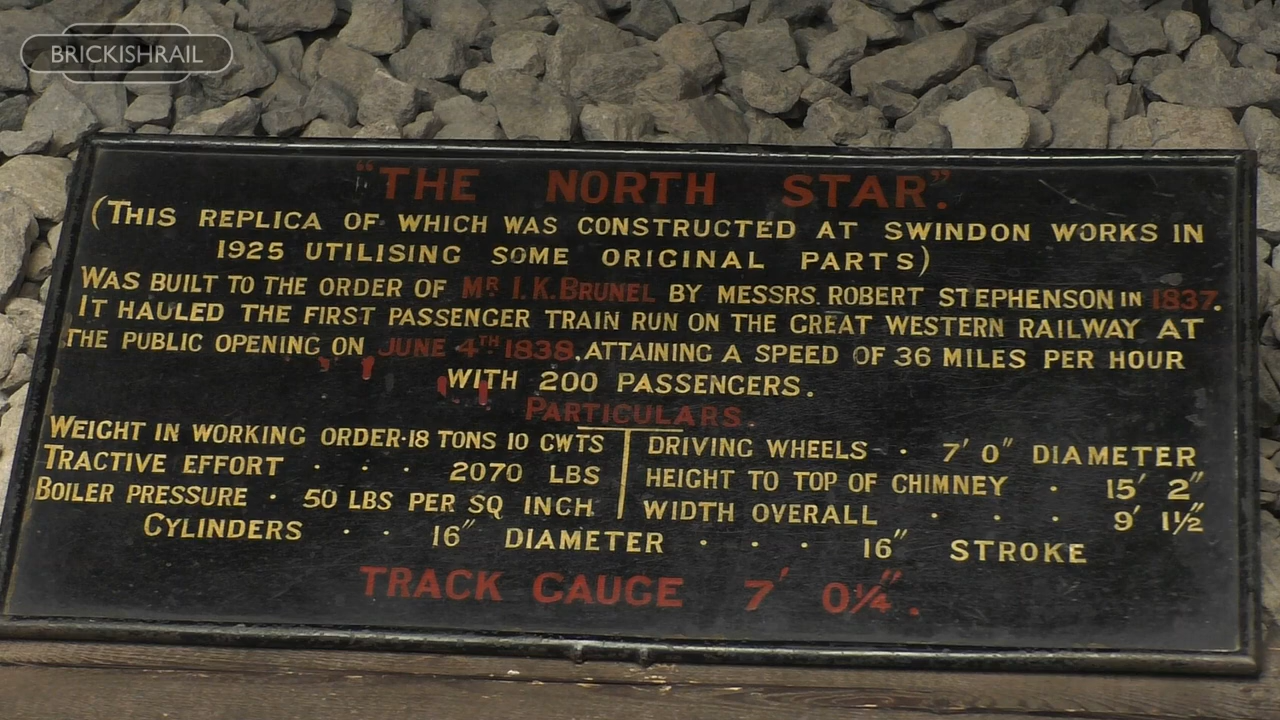 BRICKISHRAIL
"THE NORTH STAR".
(THIS REPLICA OF WHICH WAS CONSTRUCTED AT SWINDON WORKS IN
1925 UTILISING SOME ORIGINAL PARTS)
WAS BUILT TO THE ORDER OF MR I.K.BRUNEL BY MESSRS. ROBERT STEPHENSON IN 1837.
IT HAULED THE FIRST PASSENGER TRAIN RUN ON THE GREAT WESTERN RAILWAY AT
THE PUBLIC OPENING ON JUNE 4TH 1838, ATTAINING A SPEED OF 36 MILES PER HOUR
WITH 200 PASSENGERS.
PARTICULARS.
WEIGHT IN WORKING ORDER·18 TONS 10 CWTS
TRACTIVE EFFORT · · · 2070 LBS
BOILER PRESSURE · 50 LBS PER SQ INCH
DRIVING WHEELS · 7' 0" DIAMETER
HEIGHT TO TOP OF CHIMNEY · 15' 2"
WIDTH OVERALL · · · 9' 1½"
CYLINDERS · · 16" DIAMETER · · · 16" STROKE
TRACK GAUGE 7' 0¼".